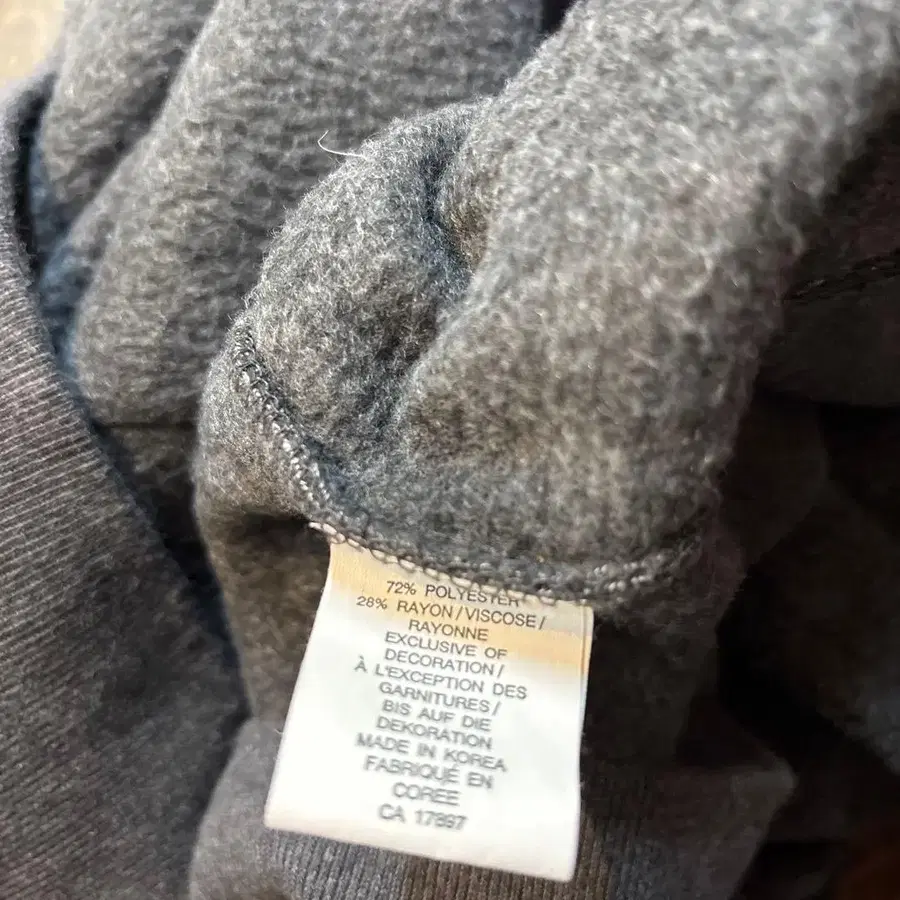 72% POLYESTER
28% RAYON/VISCOSE/
RAYONNE
EXCLUSIVE OF
DECORATION/
À L'EXCEPTION DES
GARNITURES/
BIS AUF DIE
DEKORATION
MADE IN KOREA
FABRIQUÉ EN
CORÉE
CA 17897